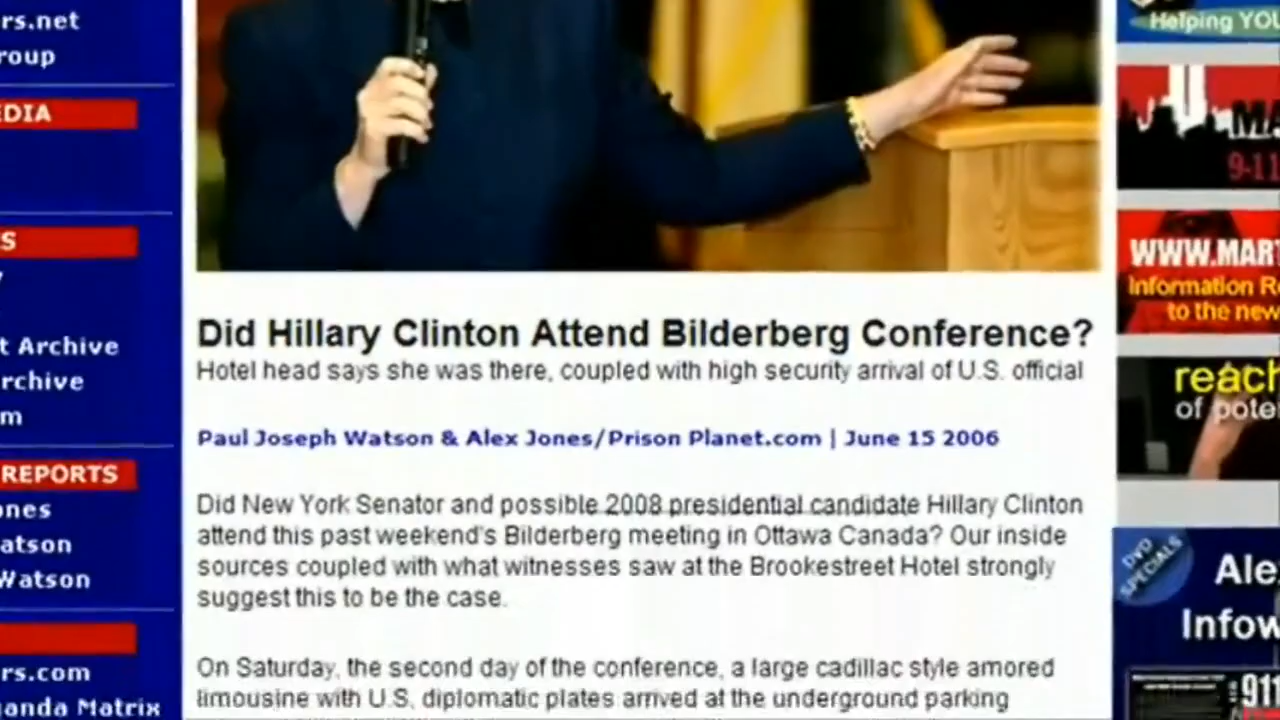 rs.net
roup
EDIA
S
t Archive
rchive
m
REPORTS
ones
atson
Watson
rs.com
anda Matrix
Did Hillary Clinton Attend Bilderberg Conference?
Hotel head says she was there, coupled with high security arrival of U.S. official
Paul Joseph Watson & Alex Jones/Prison Planet.com | June 15 2006
Did New York Senator and possible 2008 presidential candidate Hillary Clinton
attend this past weekend's Bilderberg meeting in Ottawa Canada? Our inside
sources coupled with what witnesses saw at the Brookestreet Hotel strongly
suggest this to be the case.
On Saturday, the second day of the conference, a large cadillac style amored
limousine with U.S. diplomatic plates arrived at the underground parking
Helping YOU
MA
9-11
WWW.MART
Information Re
to the new
reach
of pote
DVD
SPECIALS
Ale
Infow
911